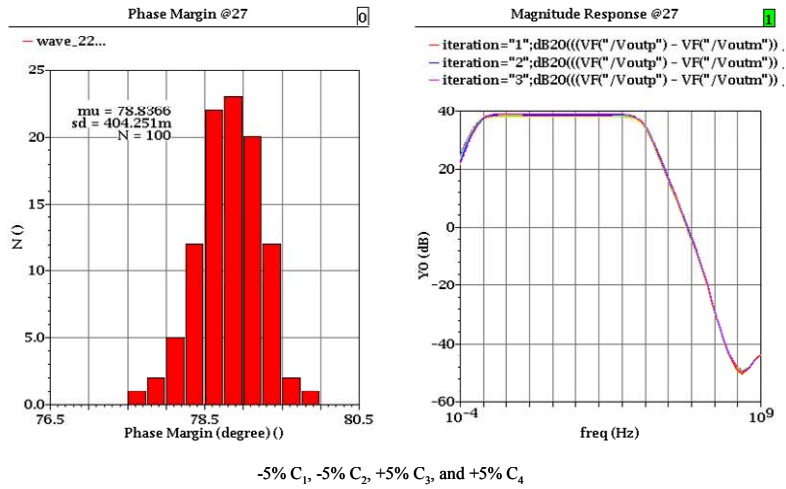 Phase Margin @27
0
wave_22...
25
20
15
10
5.0
0.0
N ()
mu = 78.8366
sd = 404.251m
N = 100
76.5
78.5
80.5
Phase Margin (degree) ()
Magnitude Response @27
1
iteration="1";dB20(((VF("/Voutp") - VF("/Voutm")) .
iteration="2";dB20(((VF("/Voutp") - VF("/Voutm")) .
iteration="3";dB20(((VF("/Voutp") - VF("/Voutm")) .
40
20
0
-20
-40
-60
Y0 (dB)
10⁻⁴
10⁹
freq (Hz)
-5% C₁, -5% C₂, +5% C₃, and +5% C₄